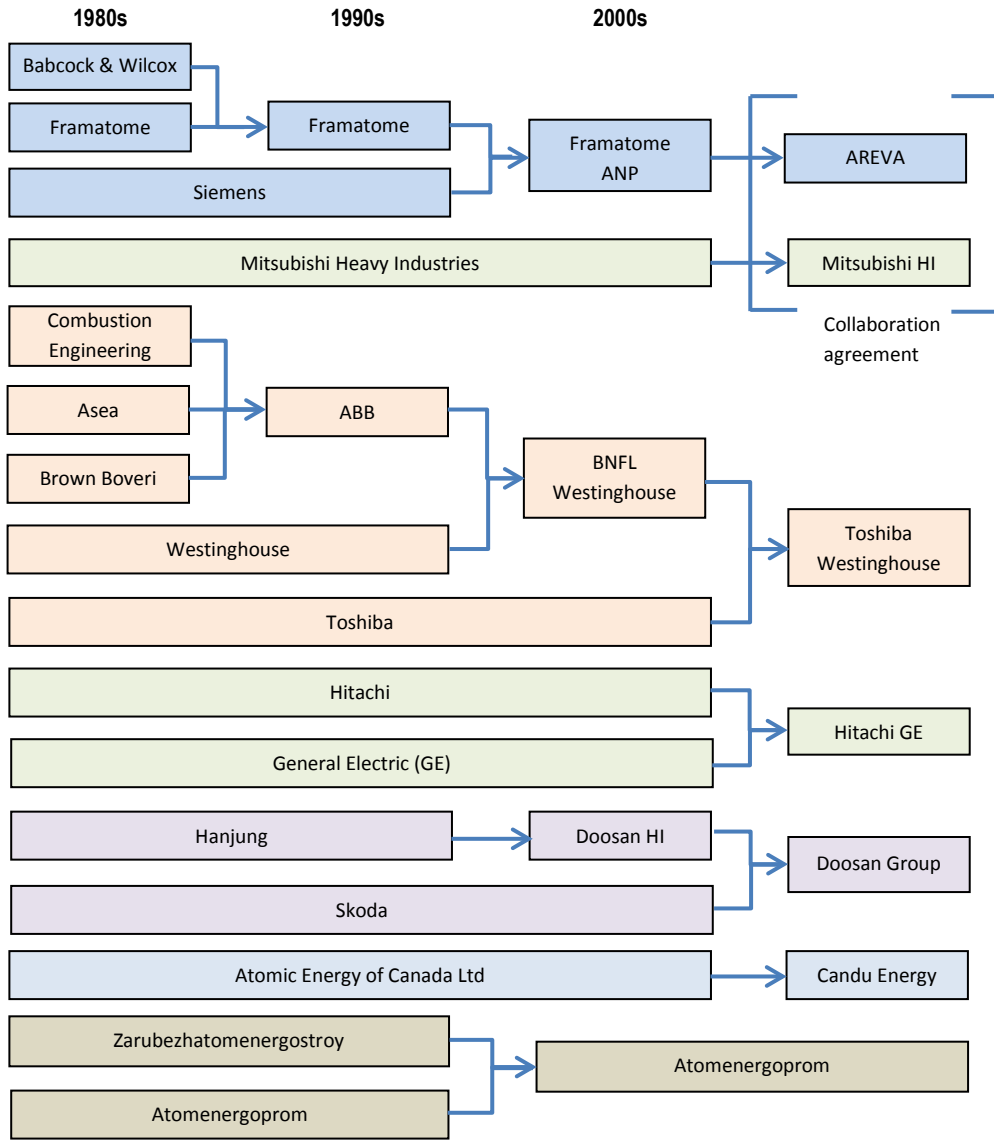 1980s 1990s 2000s
Babcock & Wilcox
Framatome
Framatome
Framatome
ANP
AREVA
Siemens
Mitsubishi Heavy Industries
Mitsubishi HI
Collaboration
agreement
Combustion
Engineering
Asea
ABB
Brown Boveri
BNFL
Westinghouse
Westinghouse
Toshiba
Westinghouse
Toshiba
Hitachi
Hitachi GE
General Electric (GE)
Hanjung
Doosan HI
Doosan Group
Skoda
Atomic Energy of Canada Ltd
Candu Energy
Zarubezhatomenergostroy
Atomenergoprom
Atomenergoprom